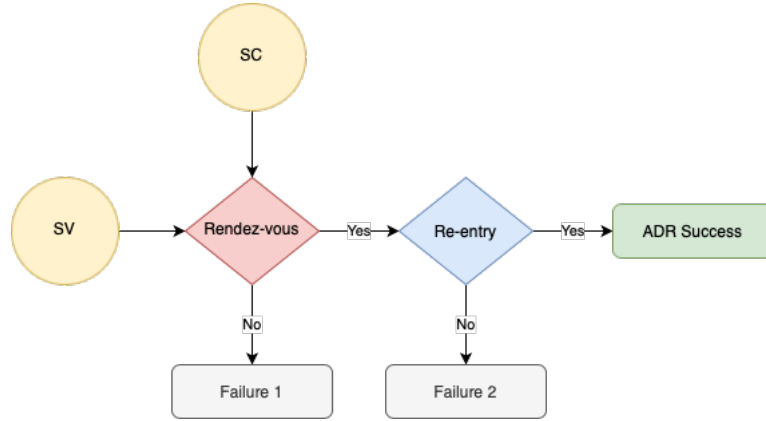 SC
SV
Rendez-vous
Yes
Re-entry
Yes
ADR Success
No
No
Failure 1
Failure 2